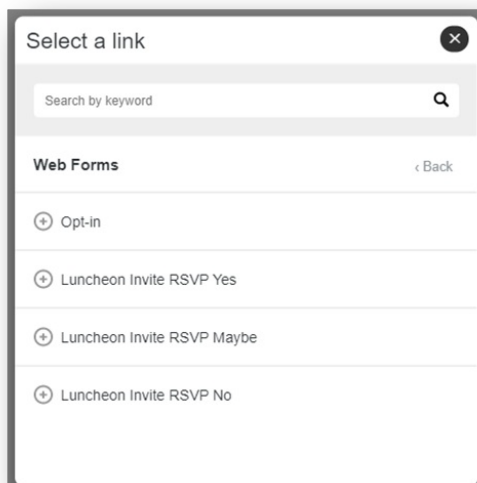 Select a link
Search by keyword
Web Forms
‹ Back
Opt-in
Luncheon Invite RSVP Yes
Luncheon Invite RSVP Maybe
Luncheon Invite RSVP No